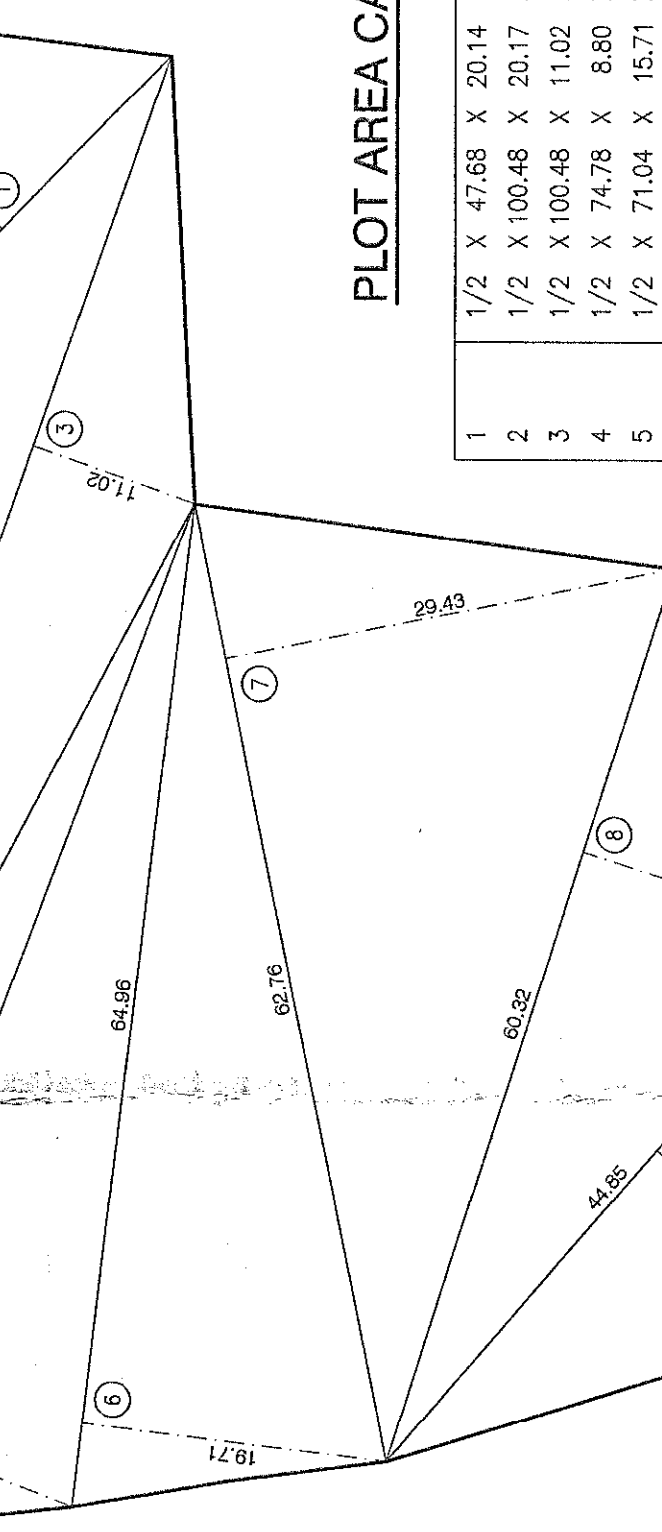 PLOT AREA CA
1 1/2 X 47.68 X 20.14
2 1/2 X 100.48 X 20.17
3 1/2 X 100.48 X 11.02
4 1/2 X 74.78 X 8.80
5 1/2 X 71.04 X 15.71
1
3
11.02
29.43
7
8
64.96
62.76
60.32
44.85
6
19.71